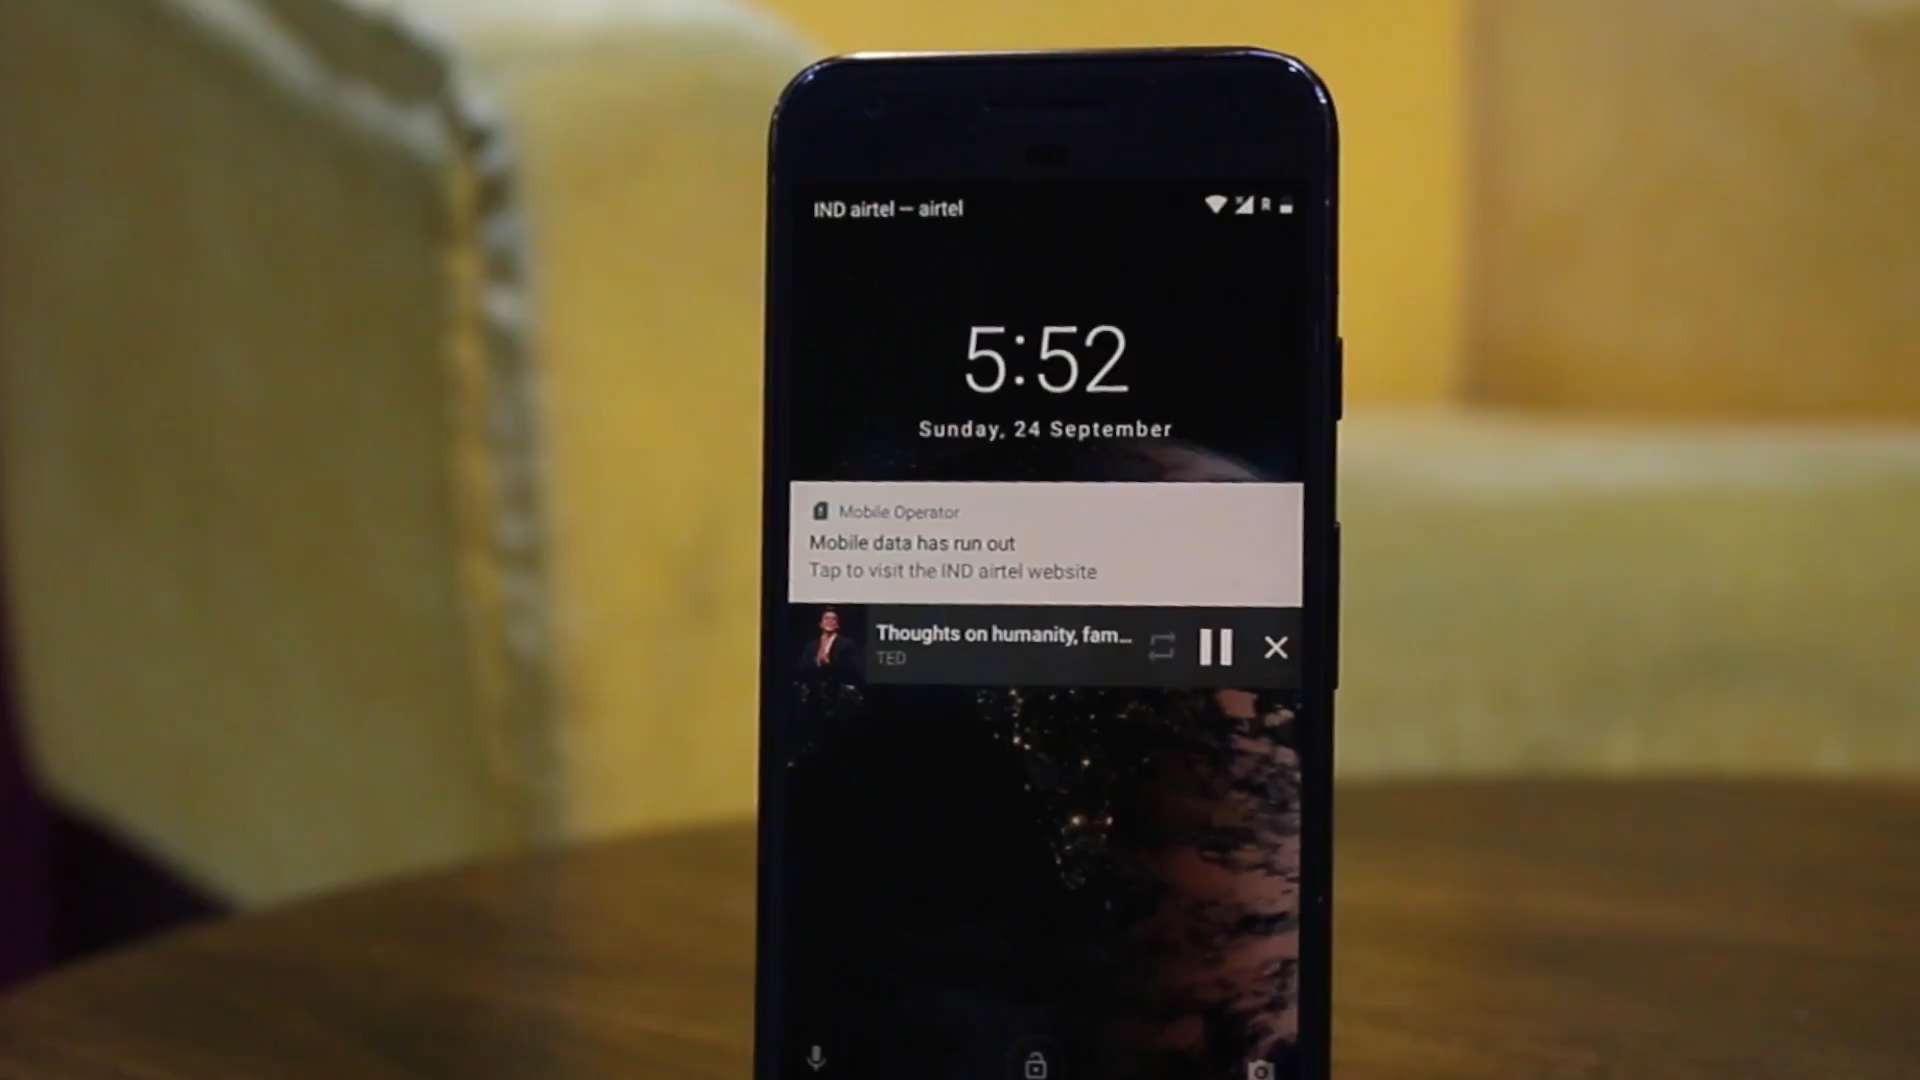 IND airtel — airtel
R
5:52
Sunday, 24 September
Mobile Operator
Mobile data has run out
Tap to visit the IND airtel website
Thoughts on humanity, fam...
TED